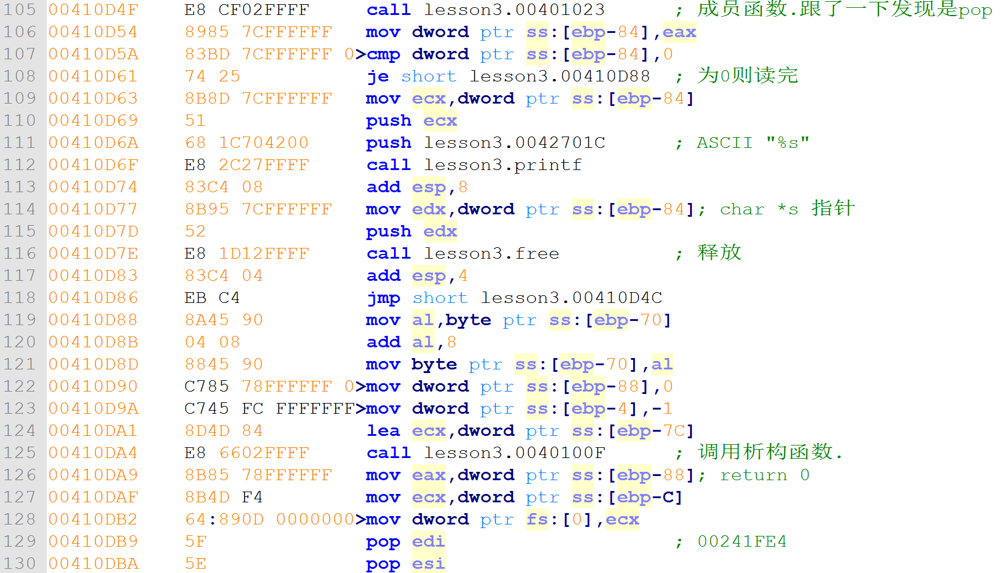 105 00410D4F E8 CF02FFFF call lesson3.00401023 ; 成员函数.跟了一下发现是pop
106 00410D54 8985 7CFFFFFF mov dword ptr ss:[ebp-84],eax
107 00410D5A 83BD 7CFFFFFF 0>cmp dword ptr ss:[ebp-84],0
108 00410D61 74 25 je short lesson3.00410D88 ; 为0则读完
109 00410D63 8B8D 7CFFFFFF mov ecx,dword ptr ss:[ebp-84]
110 00410D69 51 push ecx
111 00410D6A 68 1C704200 push lesson3.0042701C ; ASCII "%s"
112 00410D6F E8 2C27FFFF call lesson3.printf
113 00410D74 83C4 08 add esp,8
114 00410D77 8B95 7CFFFFFF mov edx,dword ptr ss:[ebp-84]; char *s 指针
115 00410D7D 52 push edx
116 00410D7E E8 1D12FFFF call lesson3.free ; 释放
117 00410D83 83C4 04 add esp,4
118 00410D86 EB C4 jmp short lesson3.00410D4C
119 00410D88 8A45 90 mov al,byte ptr ss:[ebp-70]
120 00410D8B 04 08 add al,8
121 00410D8D 8845 90 mov byte ptr ss:[ebp-70],al
122 00410D90 C785 78FFFFFF 0>mov dword ptr ss:[ebp-88],0
123 00410D9A C745 FC FFFFFFF>mov dword ptr ss:[ebp-4],-1
124 00410DA1 8D4D 84 lea ecx,dword ptr ss:[ebp-7C]
125 00410DA4 E8 6602FFFF call lesson3.0040100F ; 调用析构函数.
126 00410DA9 8B85 78FFFFFF mov eax,dword ptr ss:[ebp-88]; return 0
127 00410DAF 8B4D F4 mov ecx,dword ptr ss:[ebp-C]
128 00410DB2 64:890D 0000000>mov dword ptr fs:[0],ecx
129 00410DB9 5F pop edi ; 00241FE4
130 00410DBA 5E pop esi